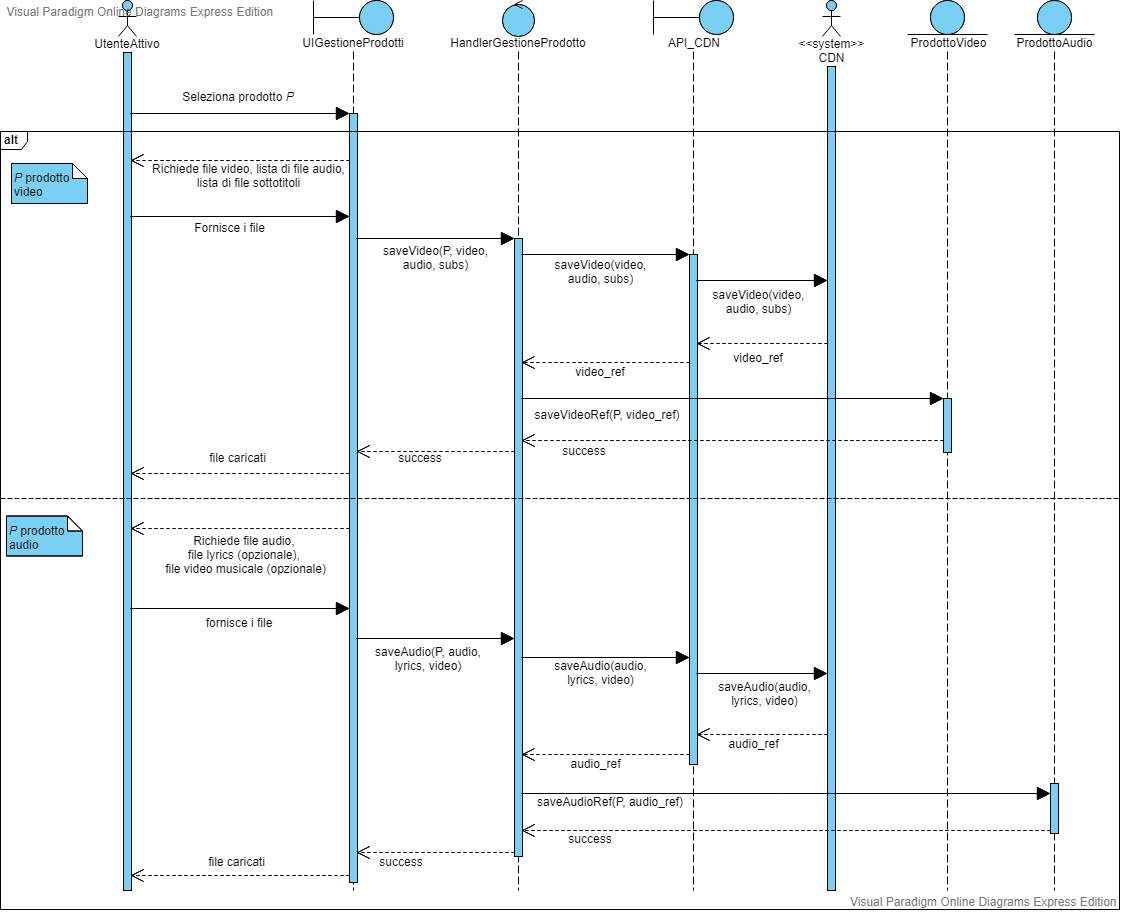 Visual Paradigm Online Diagrams Express Edition
UtenteAttivo
UIGestioneProdotti
HandlerGestioneProdotto
API_CDN
<<system>>
CDN
ProdottoVideo
ProdottoAudio
Seleziona prodotto P
alt
P prodotto
video
Richiede file video, lista di file audio,
lista di file sottotitoli
Fornisce i file
saveVideo(P, video,
audio, subs)
saveVideo(video,
audio, subs)
saveVideo(video,
audio, subs)
video_ref
video_ref
saveVideoRef(P, video_ref)
success
success
file caricati
P prodotto
audio
Richiede file audio,
file lyrics (opzionale),
file video musicale (opzionale)
fornisce i file
saveAudio(P, audio,
lyrics, video)
saveAudio(audio,
lyrics, video)
saveAudio(audio,
lyrics, video)
audio_ref
audio_ref
saveAudioRef(P, audio_ref)
success
success
file caricati
Visual Paradigm Online Diagrams Express Edition